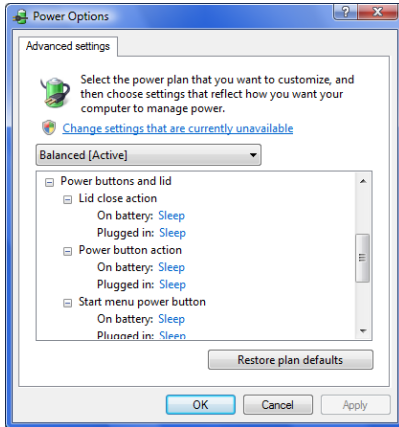 Power Options
Advanced settings
Select the power plan that you want to customize, and
then choose settings that reflect how you want your
computer to manage power.
Change settings that are currently unavailable
Balanced [Active]
Power buttons and lid
Lid close action
On battery: Sleep
Plugged in: Sleep
Power button action
On battery: Sleep
Plugged in: Sleep
Start menu power button
On battery: Sleep
Plugged in: Sleep
Restore plan defaults
OK
Cancel
Apply